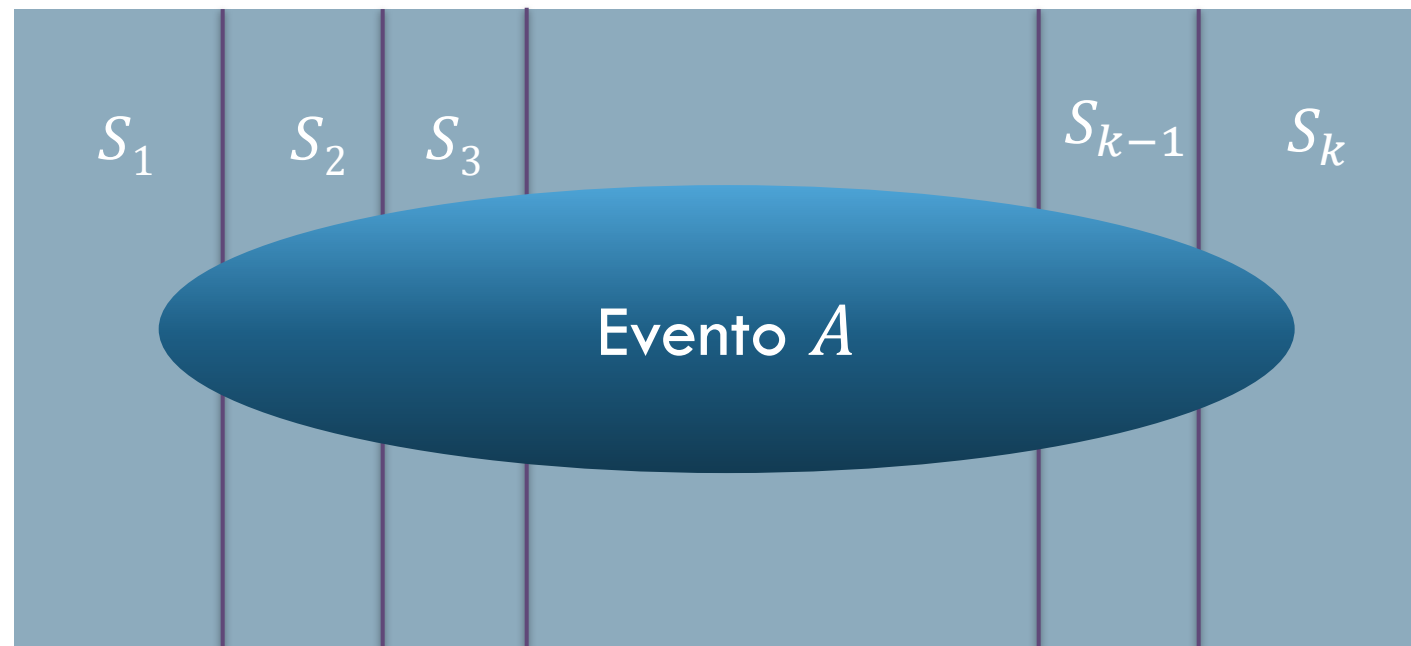 S₁ S₂ S₃ Sₖ₋₁ Sₖ
Evento A